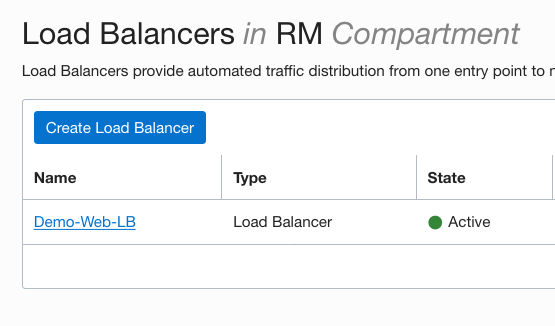 Load Balancers in RM Compartment
Load Balancers provide automated traffic distribution from one entry point to
Create Load Balancer
Name Type State
Demo-Web-LB Load Balancer Active